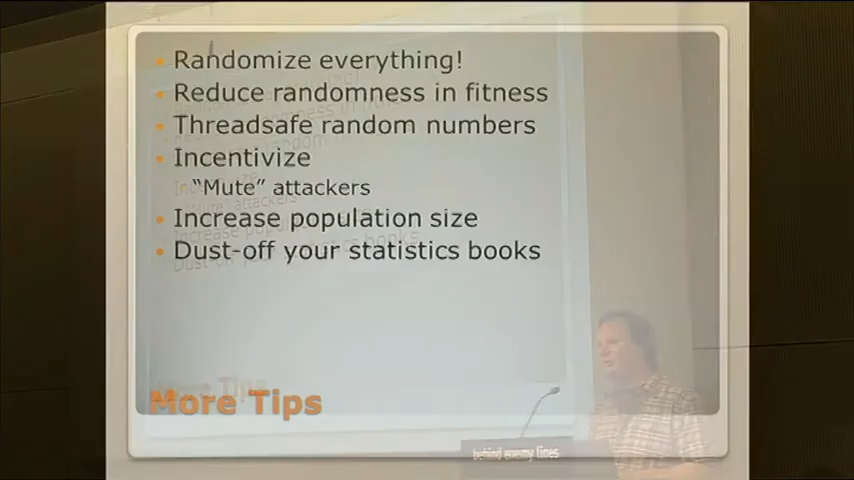 Randomize everything!
Reduce randomness in fitness
Threadsafe random numbers
Incentivize
“Mute” attackers
Increase population size
Dust-off your statistics books
More Tips
behind enemy lines